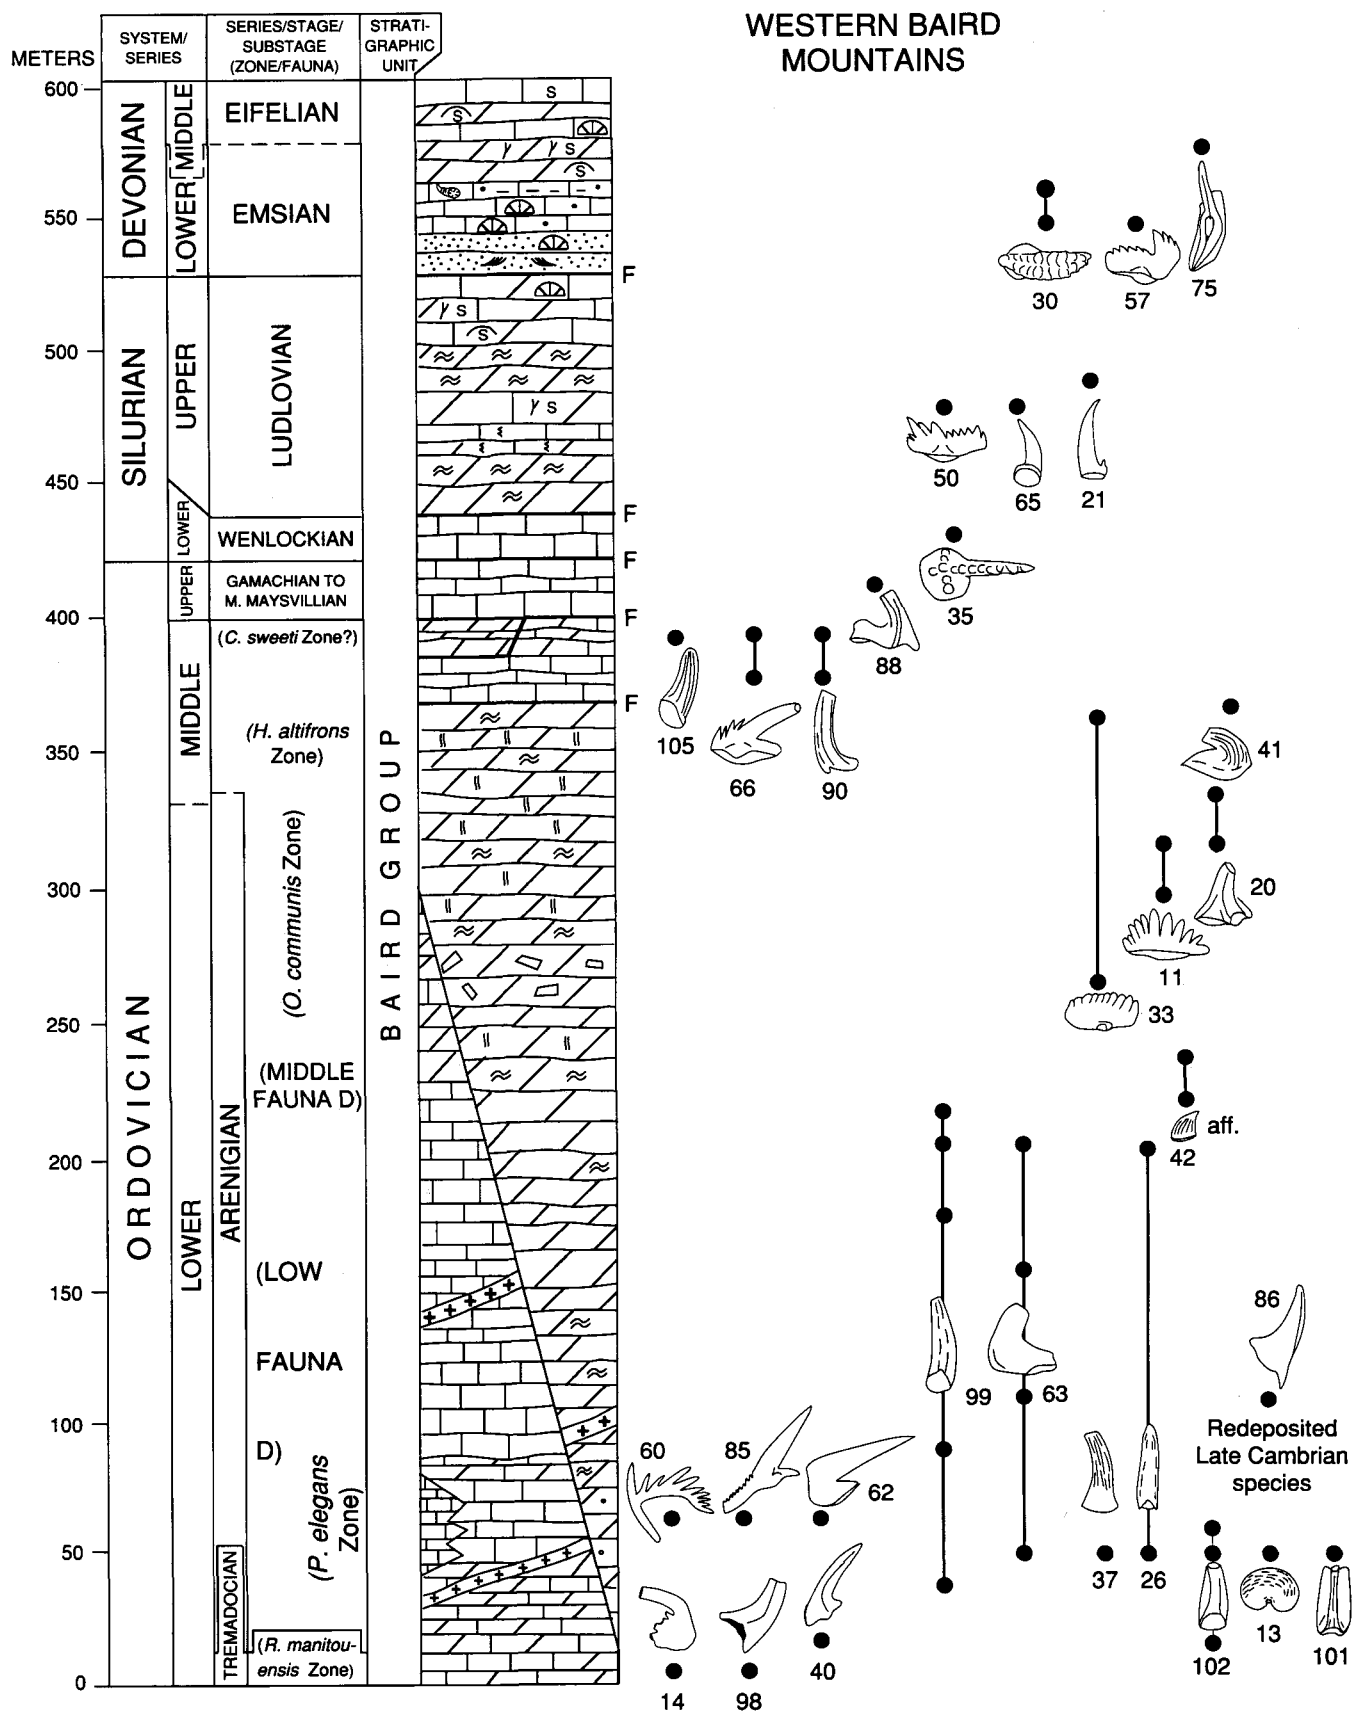 WESTERN BAIRD
MOUNTAINS
METERS
SYSTEM/
SERIES
SERIES/STAGE/
SUBSTAGE
(ZONE/FAUNA)
STRATI-
GRAPHIC
UNIT
600
550
500
450
400
350
300
250
200
150
100
50
0
DEVONIAN
SILURIAN
ORDOVICIAN
MIDDLE
MIDDLE
LOWER
UPPER
LOWER
UPPER
MIDDLE
LOWER
EIFELIAN
EMSIAN
LUDLOVIAN
WENLOCKIAN
GAMACHIAN TO
M. MAYSVILLIAN
(C. sweeti Zone?)
(H. altifrons
Zone)
(O. communis Zone)
(MIDDLE
FAUNA D)
ARENIGIAN
(LOW
FAUNA
D)
(P. elegans
Zone)
TREMADOCIAN
(R. manitou-
ensis Zone)
BAIRD GROUP
S
S
S
S
S
S
S
S
F
F
F
F
F
30
57
75
50
65
21
35
88
105
66
90
41
20
11
33
aff.
42
86
99
63
Redeposited
Late Cambrian
species
60
85
62
37
26
13
101
102
40
14
98